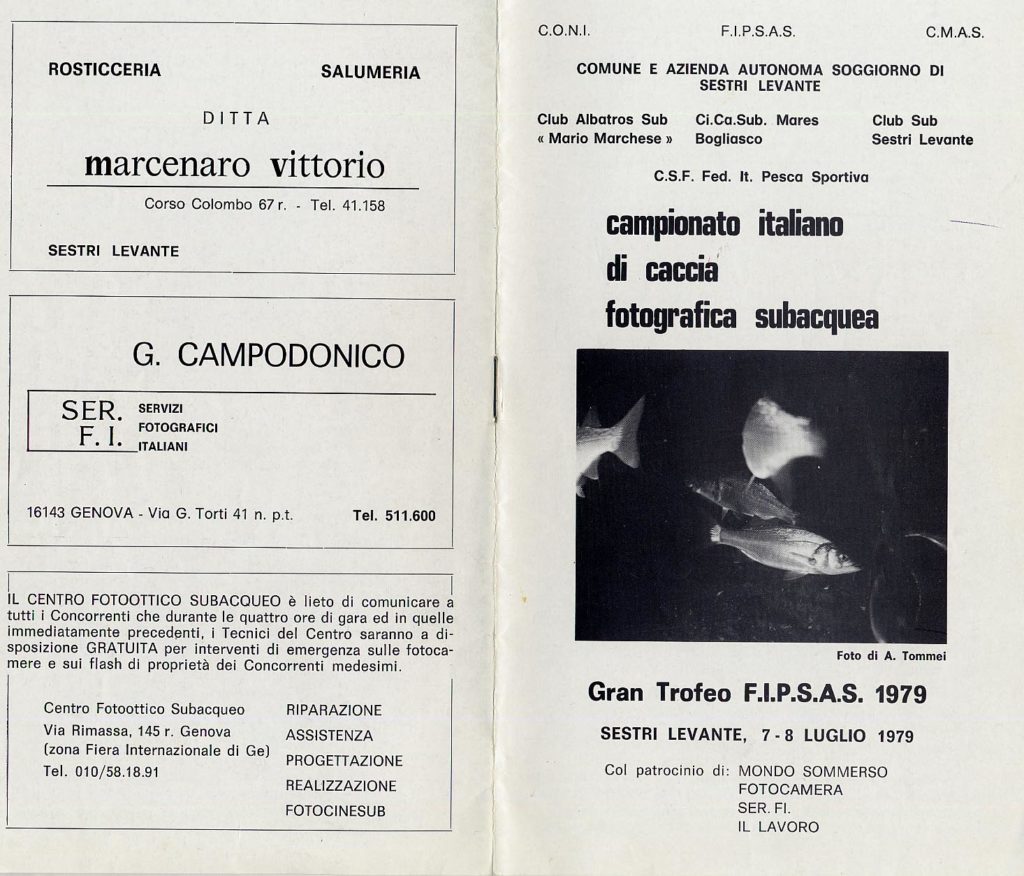 ROSTICCERIA SALUMERIA
DITTA
marcenaro vittorio
Corso Colombo 67 r. - Tel. 41.158
SESTRI LEVANTE
G. CAMPODONICO
SER. F. I.
SERVIZI
FOTOGRAFICI
ITALIANI
16143 GENOVA - Via G. Torti 41 n. p.t. Tel. 511.600
IL CENTRO FOTOOTTICO SUBACQUEO è lieto di comunicare a
tutti i Concorrenti che durante le quattro ore di gara ed in quelle
immediatamente precedenti, i Tecnici del Centro saranno a di-
sposizione GRATUITA per interventi di emergenza sulle fotoca-
mere e sui flash di proprietà dei Concorrenti medesimi.
Centro Fotoottico Subacqueo
Via Rimassa, 145 r. Genova
(zona Fiera Internazionale di Ge)
Tel. 010/58.18.91
RIPARAZIONE
ASSISTENZA
PROGETTAZIONE
REALIZZAZIONE
FOTOCINESUB
C.O.N.I. F.I.P.S.A.S. C.M.A.S.
COMUNE E AZIENDA AUTONOMA SOGGIORNO DI
SESTRI LEVANTE
Club Albatros Sub
« Mario Marchese »
Ci.Ca.Sub. Mares
Bogliasco
Club Sub
Sestri Levante
C.S.F. Fed. It. Pesca Sportiva
campionato italiano
di caccia
fotografica subacquea
Foto di A. Tommei
Gran Trofeo F.I.P.S.A.S. 1979
SESTRI LEVANTE, 7 - 8 LUGLIO 1979
Col patrocinio di: MONDO SOMMERSO
FOTOCAMERA
SER. FI.
IL LAVORO